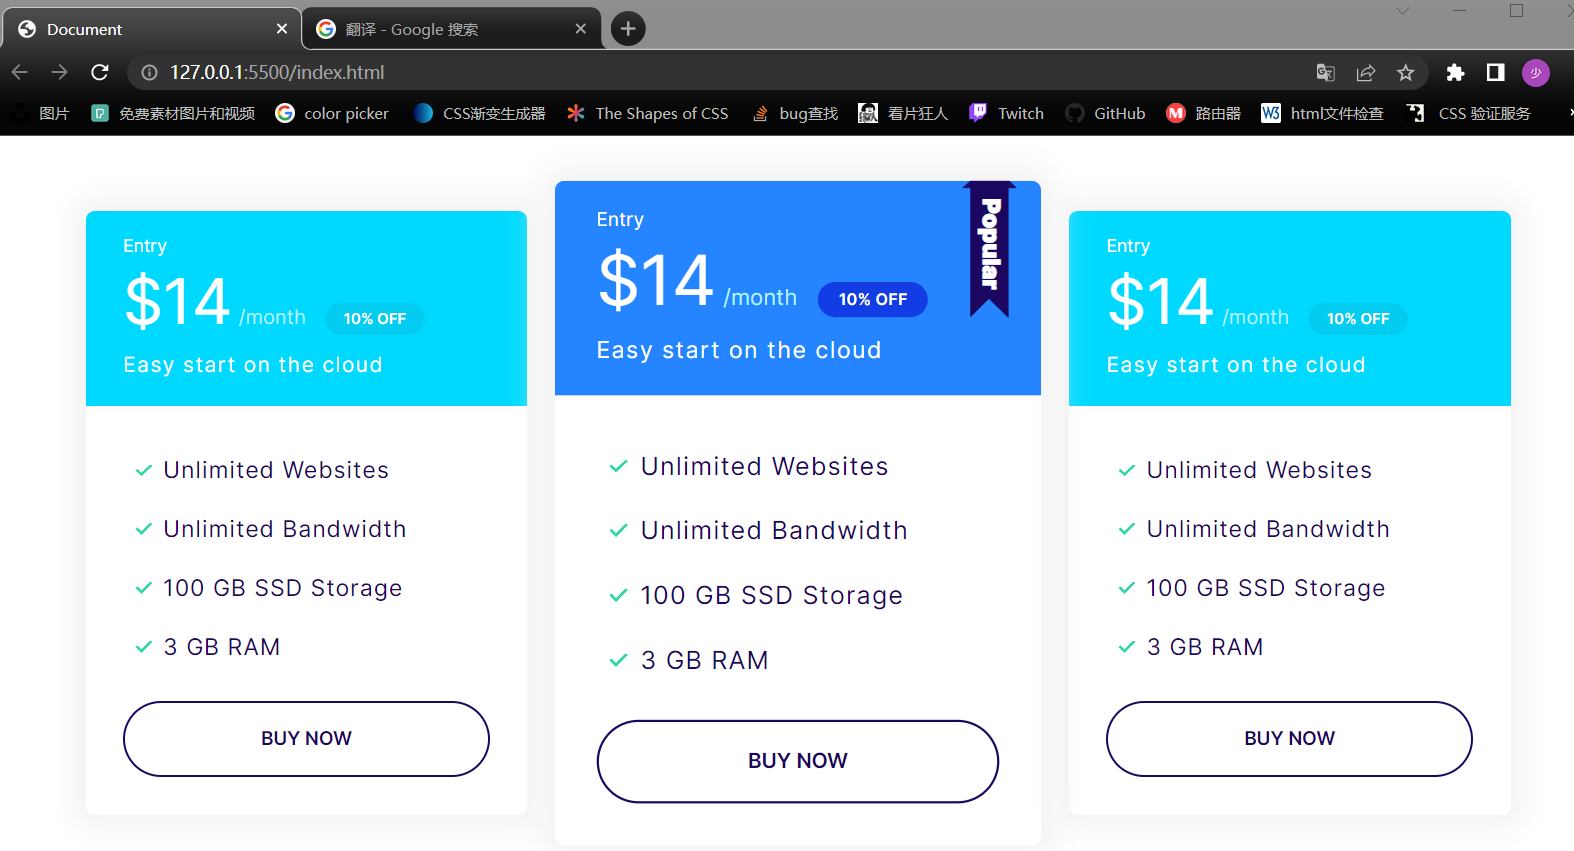 Document
翻译 - Google 搜索
127.0.0.1:5500/index.html
少
图片
免费素材图片和视频
color picker
CSS渐变生成器
The Shapes of CSS
bug查找
看片狂人
Twitch
GitHub
路由器
html文件检查
CSS 验证服务
Entry
$14 /month 10% OFF
Easy start on the cloud
Unlimited Websites
Unlimited Bandwidth
100 GB SSD Storage
3 GB RAM
BUY NOW
Popular
Entry
$14 /month 10% OFF
Easy start on the cloud
Unlimited Websites
Unlimited Bandwidth
100 GB SSD Storage
3 GB RAM
BUY NOW
Entry
$14 /month 10% OFF
Easy start on the cloud
Unlimited Websites
Unlimited Bandwidth
100 GB SSD Storage
3 GB RAM
BUY NOW